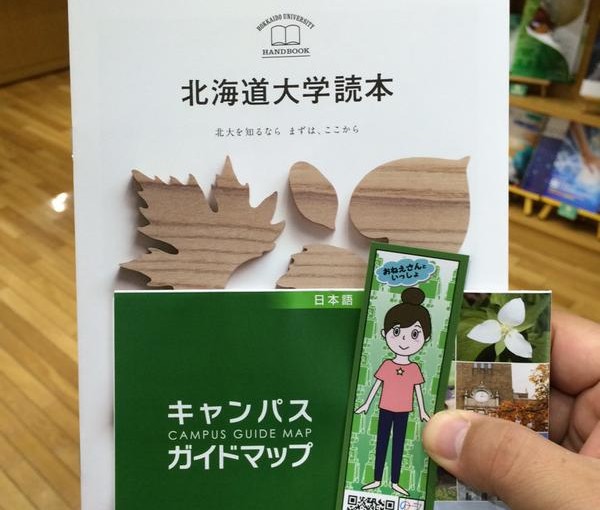 HOKKAIDO UNIVERSITY
HANDBOOK
北海道大学読本
北大を知るなら まずは、ここから
日本語
キャンパス
CAMPUS GUIDE MAP
ガイドマップ
おねえさんと
いっしょ